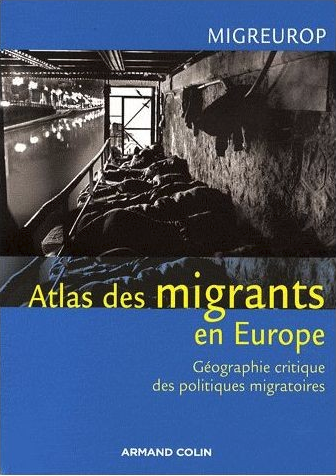 MIGREUROP
Atlas des migrants
en Europe
Géographie critique
des politiques migratoires
ARMAND COLIN